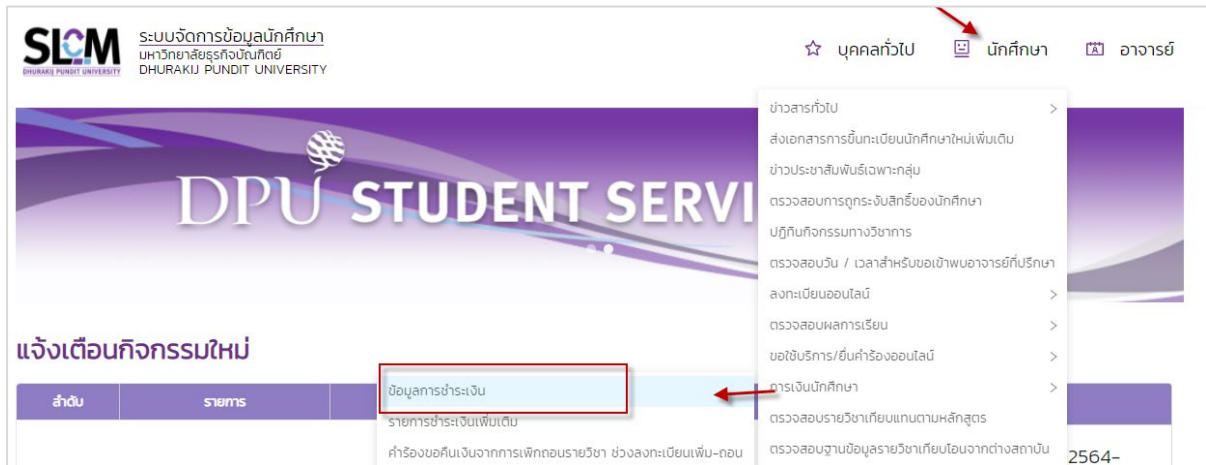 SLCM
DHURAKIJ PUNDIT UNIVERSITY
ระบบจัดการข้อมูลนักศึกษา
มหาวิทยาลัยธุรกิจบัณฑิตย์
DHURAKIJ PUNDIT UNIVERSITY
บุคคลทั่วไป
นักศึกษา
อาจารย์
DPU STUDENT SERVI
ข่าวสารทั่วไป >
ส่งเอกสารการขึ้นทะเบียนนักศึกษาใหม่เพิ่มเติม
ข่าวประชาสัมพันธ์เฉพาะกลุ่ม
ตรวจสอบการถูกระงับสิทธิ์ของนักศึกษา
ปฏิทินกิจกรรมทางวิชาการ
ตรวจสอบวัน / เวลาสำหรับขอเข้าพบอาจารย์ที่ปรึกษา
ลงทะเบียนออนไลน์ >
ตรวจสอบผลการเรียน >
ขอใช้บริการ/ยื่นคำร้องออนไลน์ >
การเงินนักศึกษา >
ตรวจสอบรายวิชาเทียบแทนตามหลักสูตร
ตรวจสอบฐานข้อมูลรายวิชาเทียบโอนจากต่างสถาบัน
แจ้งเตือนกิจกรรมใหม่
ลำดับ
รายการ
ข้อมูลการชำระเงิน
รายการชำระเงินเพิ่มเติม
คำร้องขอคืนเงินจากการเพิกถอนรายวิชา ช่วงลงทะเบียนเพิ่ม-ถอน
2564-